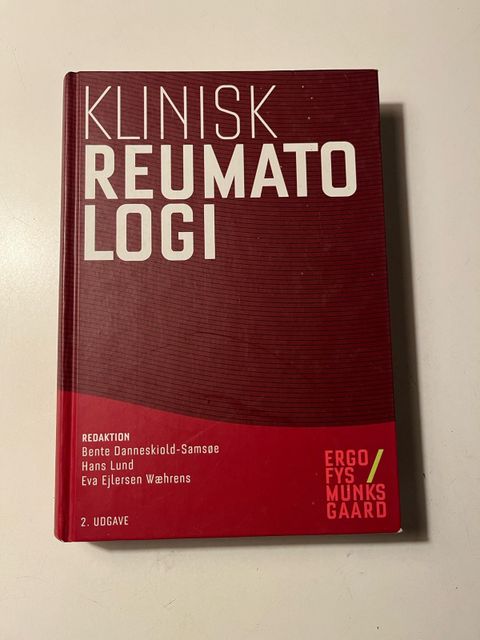 KLINISK
REUMATO
LOGI
REDAKTION
Bente Danneskiold-Samsøe
Hans Lund
Eva Ejlersen Wæhrens
2. UDGAVE
ERGO/
FYS
MUNKS
GAARD